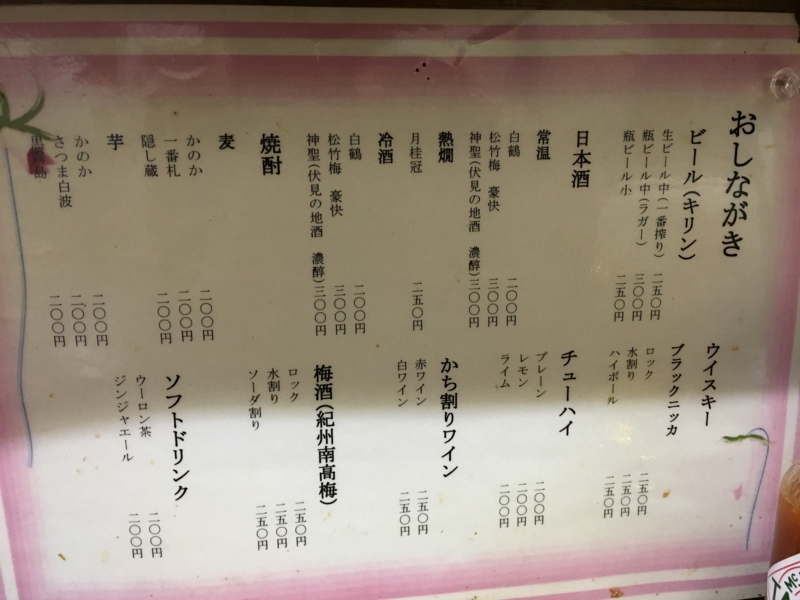 おしながき
ビール(キリン)
生ビール中(一番搾り) 二五〇円
瓶ビール中(ラガー) 三〇〇円
瓶ビール小 二五〇円
日本酒
常温
白鶴 二〇〇円
松竹梅 豪快 三〇〇円
神聖(伏見の地酒 濃醇)三〇〇円
熱燗
月桂冠 二五〇円
冷酒
白鶴 二〇〇円
松竹梅 豪快 三〇〇円
神聖(伏見の地酒 濃醇)三〇〇円
焼酎
麦
かのか 二〇〇円
一番札 二〇〇円
隠し蔵 二〇〇円
芋
かのか 二〇〇円
さつま白波 二〇〇円
黒霧島 二〇〇円
ウイスキー
ブラックニッカ
ロック 二五〇円
水割り 二五〇円
ハイボール 二五〇円
チューハイ
プレーン 二〇〇円
レモン 二〇〇円
ライム 二〇〇円
かち割りワイン
赤ワイン 二五〇円
白ワイン 二五〇円
梅酒(紀州南高梅)
ロック 二五〇円
水割り 二五〇円
ソーダ割り 二五〇円
ソフトドリンク
ウーロン茶 二〇〇円
ジンジャエール 二〇〇円